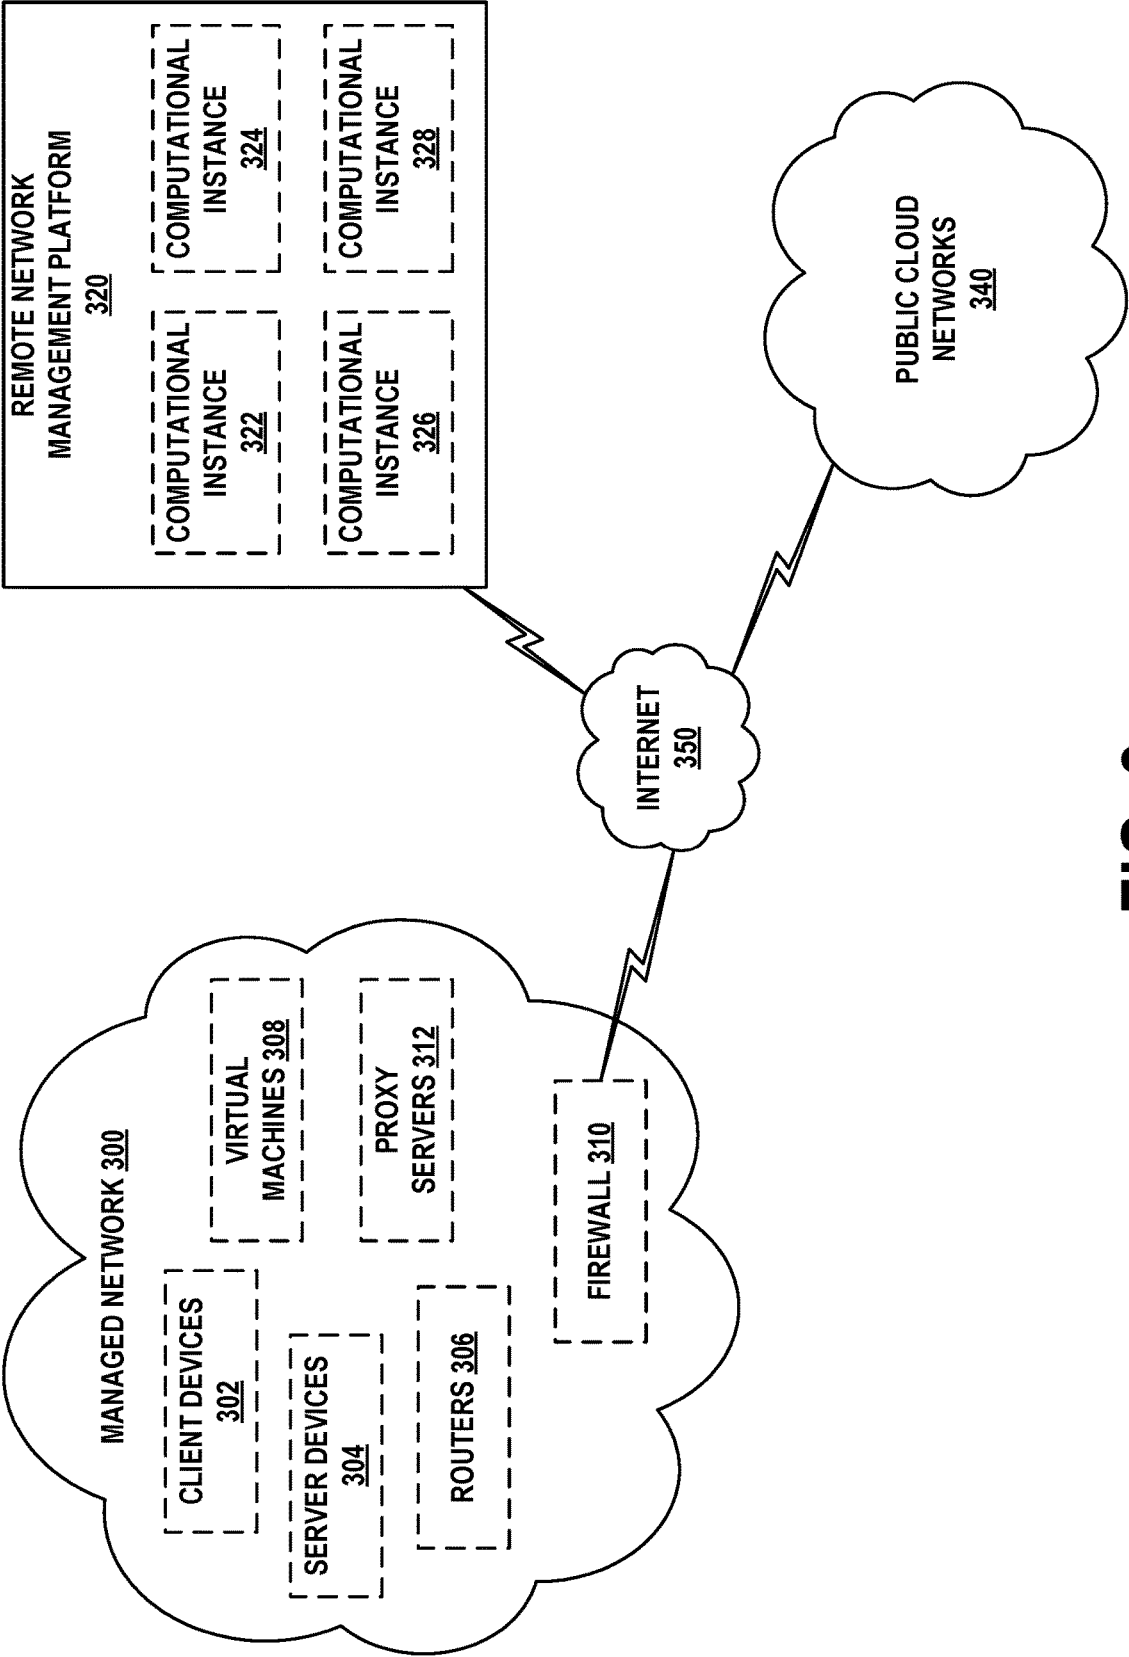 REMOTE NETWORK
MANAGEMENT PLATFORM
320
COMPUTATIONAL
INSTANCE
322
COMPUTATIONAL
INSTANCE
324
COMPUTATIONAL
INSTANCE
326
COMPUTATIONAL
INSTANCE
328
MANAGED NETWORK 300
CLIENT DEVICES
302
VIRTUAL
MACHINES 308
SERVER DEVICES
304
PROXY
SERVERS 312
ROUTERS 306
FIREWALL 310
INTERNET
350
PUBLIC CLOUD
NETWORKS
340